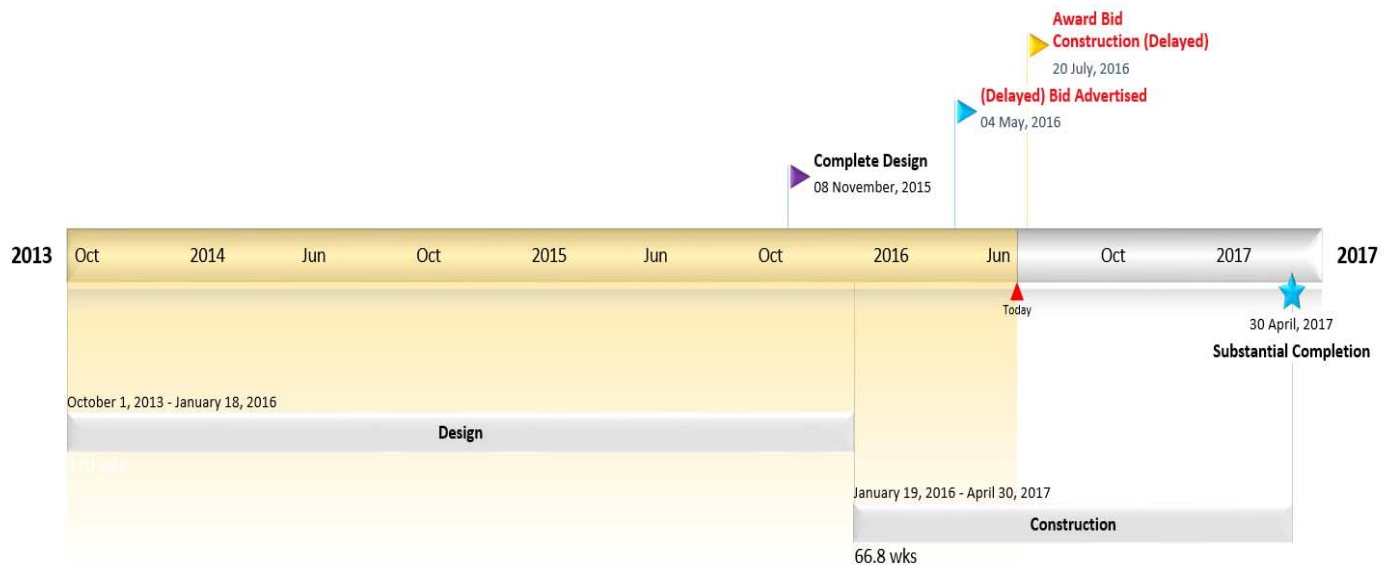 Award Bid
Construction (Delayed)
20 July, 2016
(Delayed) Bid Advertised
04 May, 2016
Complete Design
08 November, 2015
2013 Oct 2014 Jun Oct 2015 Jun Oct 2016 Jun Oct 2017 2017
Today
30 April, 2017
Substantial Completion
October 1, 2013 - January 18, 2016
Design
January 19, 2016 - April 30, 2017
Construction
66.8 wks